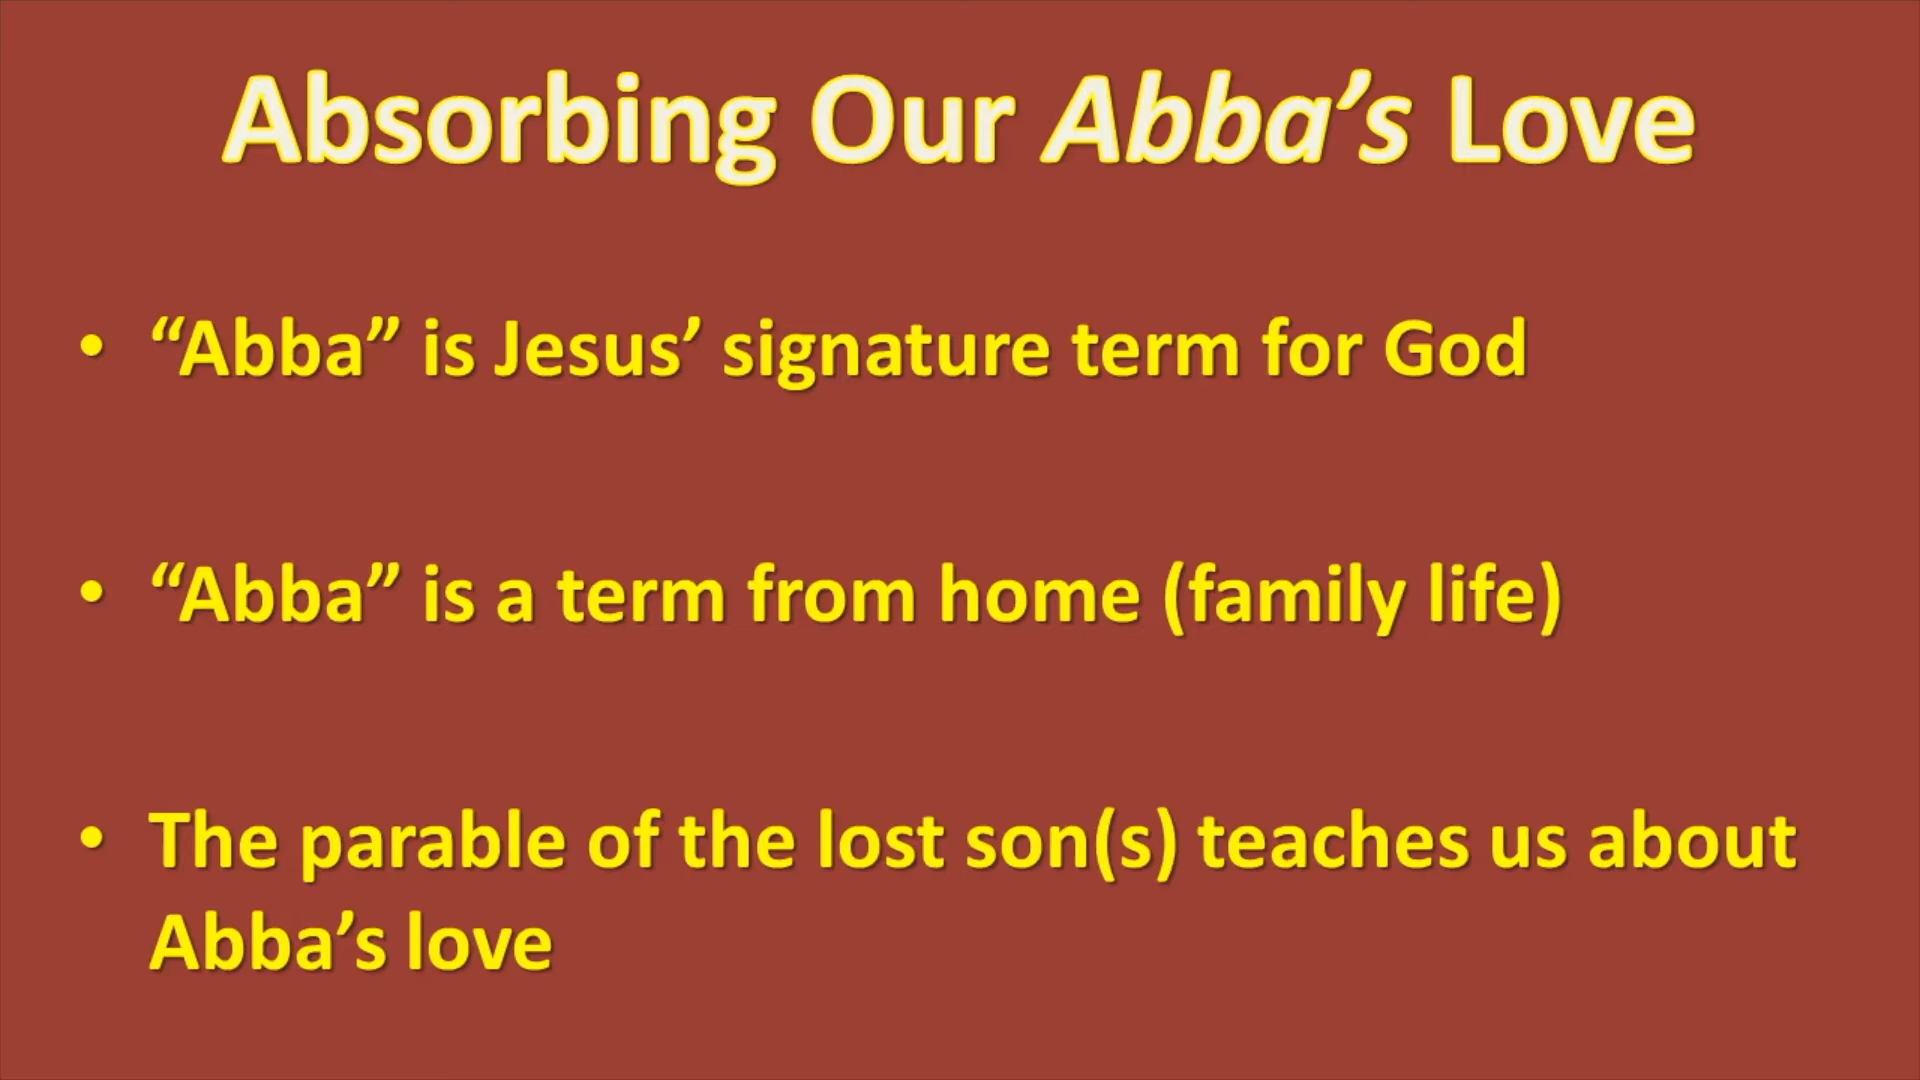 Absorbing Our Abba’s Love
• “Abba” is Jesus’ signature term for God
• “Abba” is a term from home (family life)
• The parable of the lost son(s) teaches us about
Abba’s love